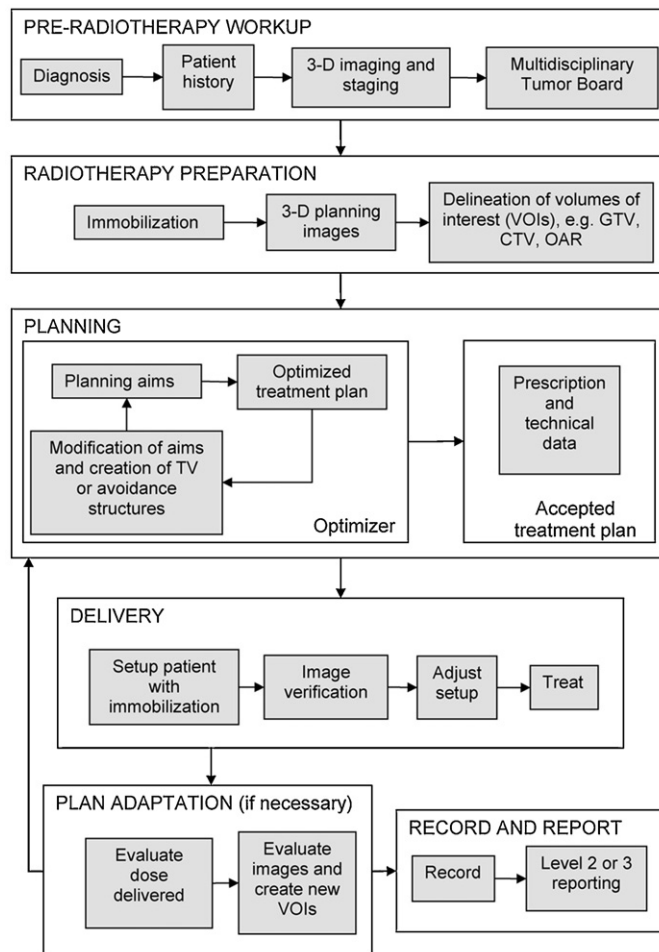 PRE-RADIOTHERAPY WORKUP
Diagnosis
Patient
history
3-D imaging and
staging
Multidisciplinary
Tumor Board
RADIOTHERAPY PREPARATION
Immobilization
3-D planning
images
Delineation of volumes of
interest (VOIs), e.g. GTV,
CTV, OAR
PLANNING
Planning aims
Optimized
treatment plan
Modification of aims
and creation of TV
or avoidance
structures
Optimizer
Prescription
and
technical
data
Accepted
treatment plan
DELIVERY
Setup patient
with
immobilization
Image
verification
Adjust
setup
Treat
PLAN ADAPTATION (if necessary)
Evaluate
dose
delivered
Evaluate
images and
create new
VOIs
RECORD AND REPORT
Record
Level 2 or 3
reporting